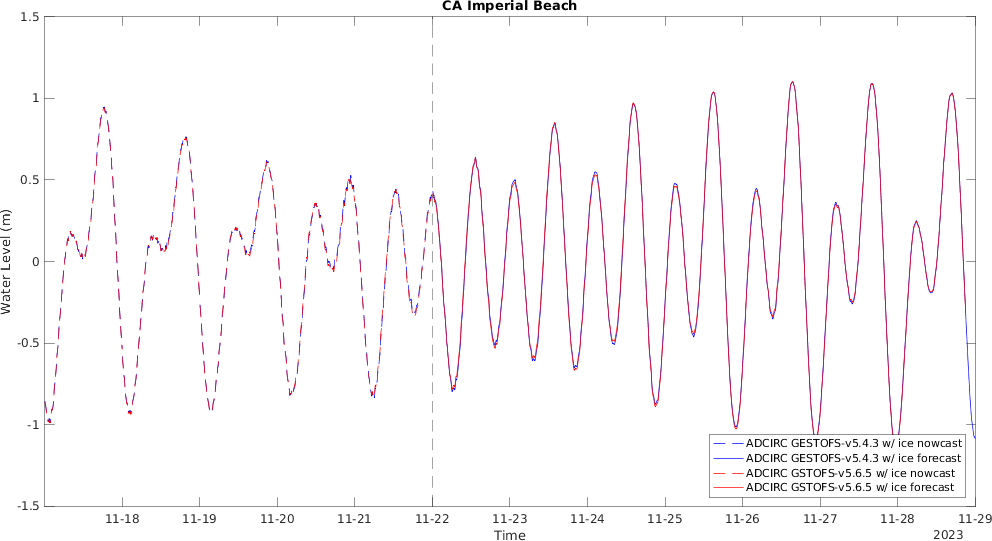 CA Imperial Beach
1.5
1
0.5
0
-0.5
-1
-1.5
Water Level (m)
11-18 11-19 11-20 11-21 11-22 11-23 11-24 11-25 11-26 11-27 11-28 11-29
Time
2023
ADCIRC GESTOFS-v5.4.3 w/ ice nowcast
ADCIRC GESTOFS-v5.4.3 w/ ice forecast
ADCIRC GSTOFS-v5.6.5 w/ ice nowcast
ADCIRC GSTOFS-v5.6.5 w/ ice forecast